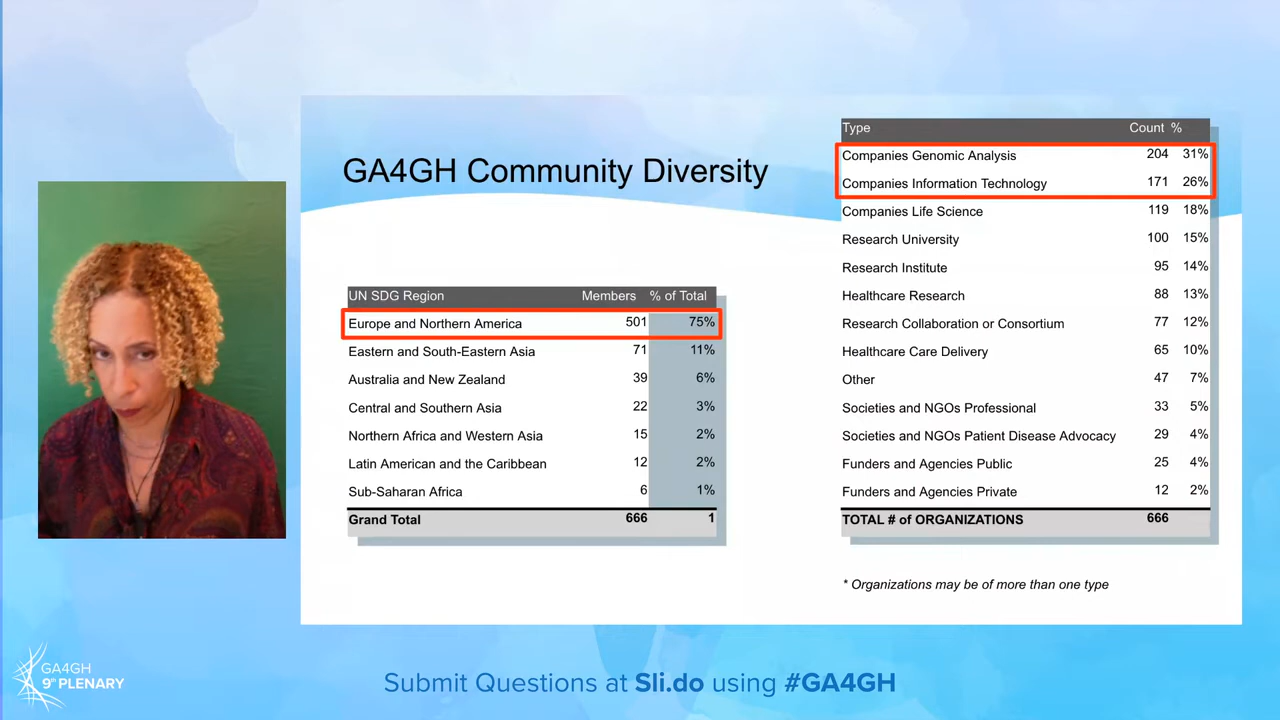 GA4GH Community Diversity
UN SDG Region Members % of Total
Europe and Northern America 501 75%
Eastern and South-Eastern Asia 71 11%
Australia and New Zealand 39 6%
Central and Southern Asia 22 3%
Northern Africa and Western Asia 15 2%
Latin American and the Caribbean 12 2%
Sub-Saharan Africa 6 1%
Grand Total 666 1
Type Count %
Companies Genomic Analysis 204 31%
Companies Information Technology 171 26%
Companies Life Science 119 18%
Research University 100 15%
Research Institute 95 14%
Healthcare Research 88 13%
Research Collaboration or Consortium 77 12%
Healthcare Care Delivery 65 10%
Other 47 7%
Societies and NGOs Professional 33 5%
Societies and NGOs Patient Disease Advocacy 29 4%
Funders and Agencies Public 25 4%
Funders and Agencies Private 12 2%
TOTAL # of ORGANIZATIONS 666
* Organizations may be of more than one type
GA4GH
9th PLENARY
Submit Questions at Sli.do using #GA4GH